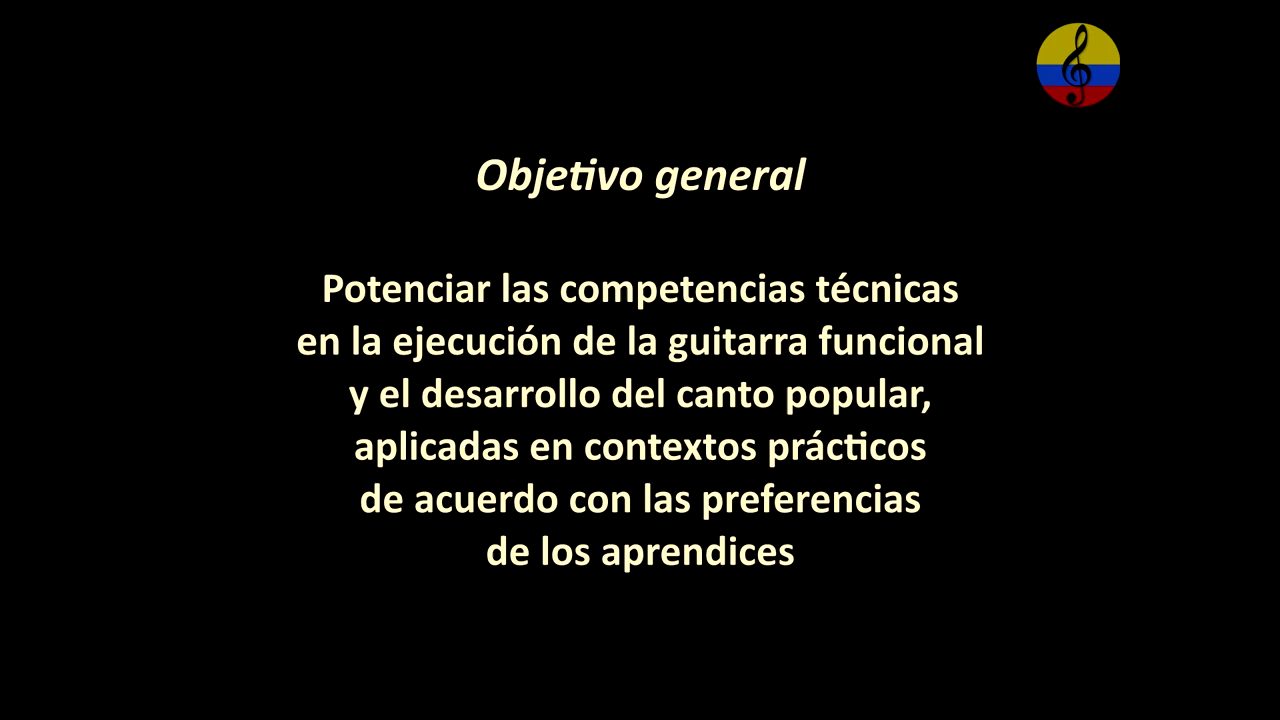 Objetivo general
Potenciar las competencias técnicas
en la ejecución de la guitarra funcional
y el desarrollo del canto popular,
aplicadas en contextos prácticos
de acuerdo con las preferencias
de los aprendices